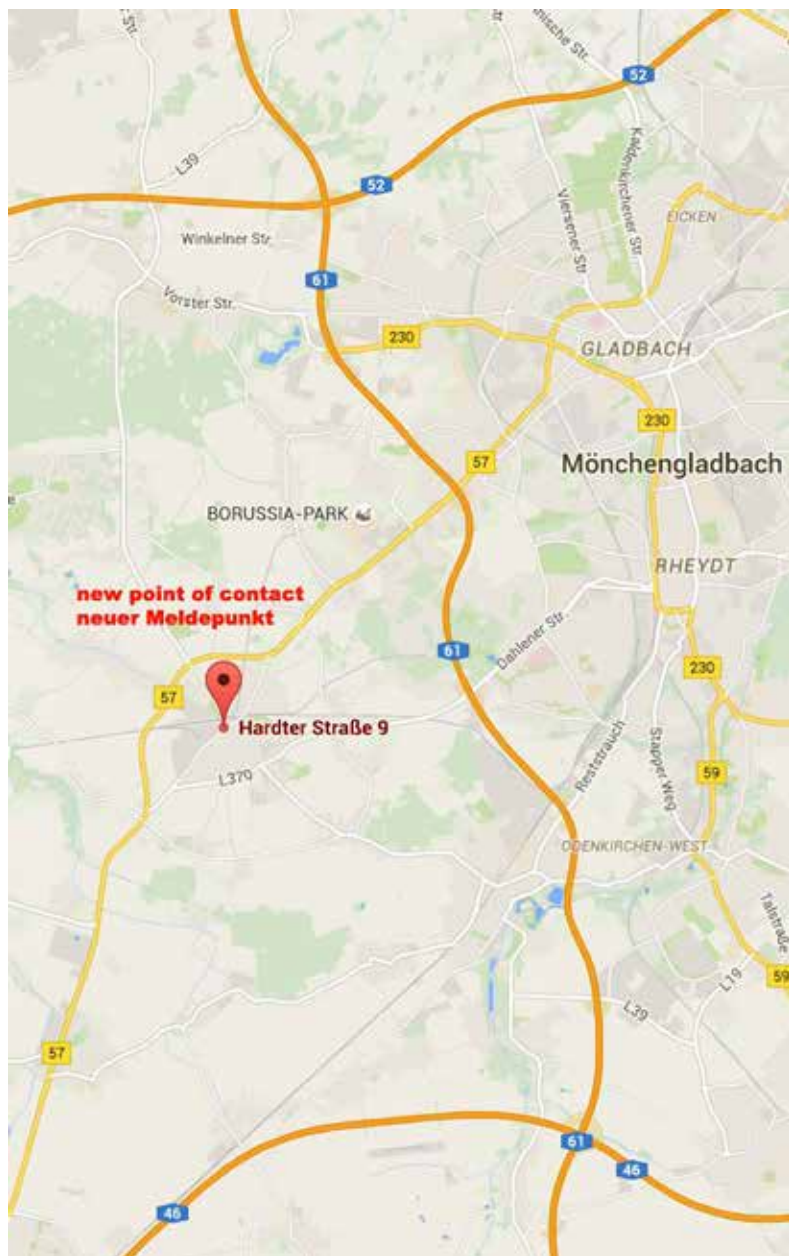 52
L39
Kaldenkirchener Str.
52
Viersener Str
EICKEN
Winkelner Str.
61
Vorster Str.
230
GLADBACH
230
57
Mönchengladbach
BORUSSIA-PARK
RHEYDT
new point of contact
neuer Meldepunkt
Dahlener Str.
61
230
57
Hardter Straße 9
L370
Reststrauch
Stapper Weg
59
ODENKIRCHEN-WEST
Talstraße
59
L19
L39
57
61
46
46